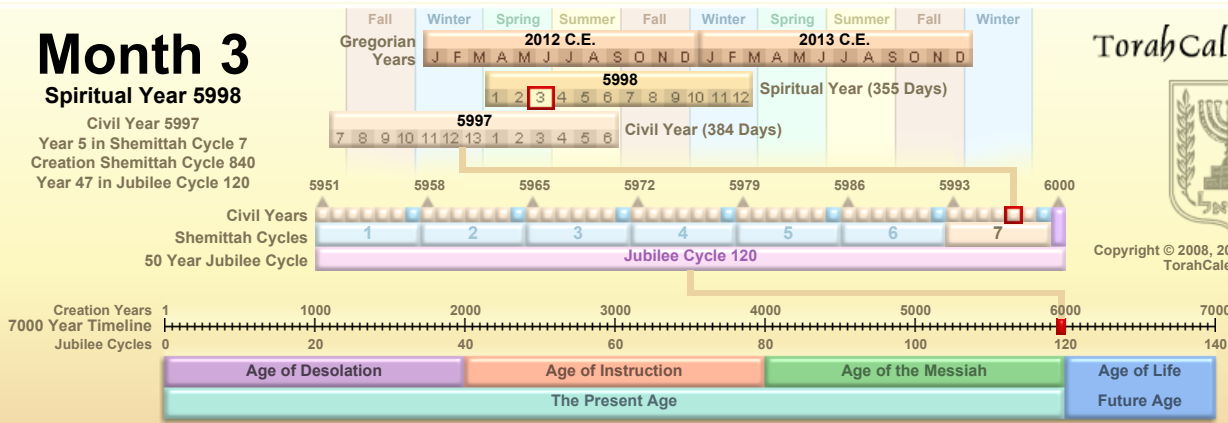 Month 3
Spiritual Year 5998
Civil Year 5997
Year 5 in Shemittah Cycle 7
Creation Shemittah Cycle 840
Year 47 in Jubilee Cycle 120
Fall Winter Spring Summer Fall Winter Spring Summer Fall Winter
Gregorian Years
2012 C.E. 2013 C.E.
J F M A M J J A S O N D J F M A M J J A S O N D
5998
1 2 3 4 5 6 7 8 9 10 11 12
Spiritual Year (355 Days)
5997
7 8 9 10 11 12 13 1 2 3 4 5 6
Civil Year (384 Days)
5951 5958 5965 5972 5979 5986 5993 6000
Civil Years
Shemittah Cycles 1 2 3 4 5 6 7
50 Year Jubilee Cycle Jubilee Cycle 120
TorahCal
Copyright © 2008, 20
TorahCale
Creation Years 1 1000 2000 3000 4000 5000 6000 7000
7000 Year Timeline
Jubilee Cycles 0 20 40 60 80 100 120 140
Age of Desolation Age of Instruction Age of the Messiah Age of Life
The Present Age Future Age